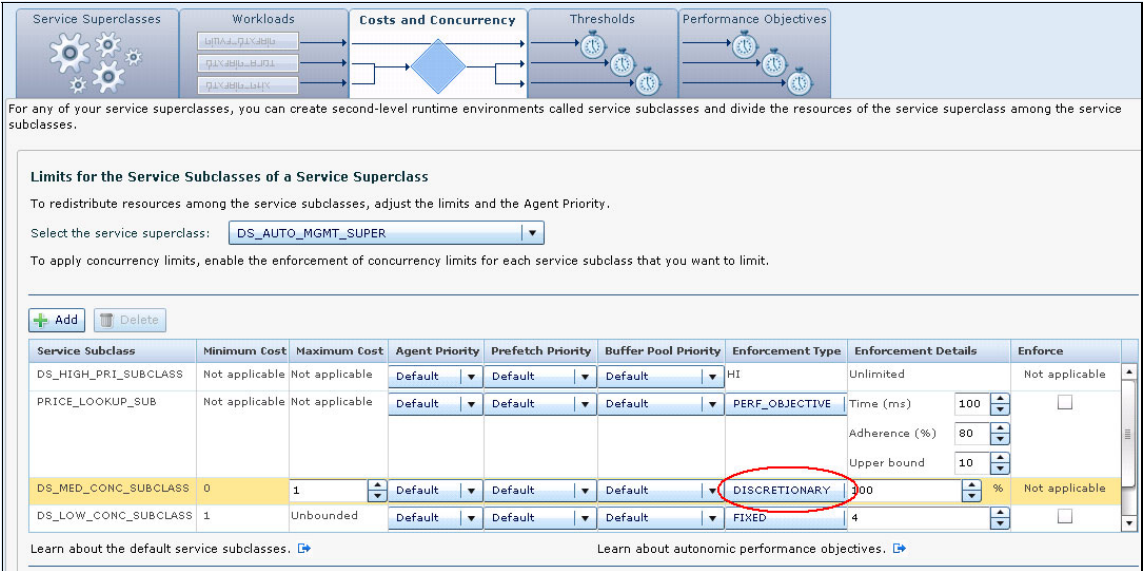 Service Superclasses
Workloads
Costs and Concurrency
Thresholds
Performance Objectives
For any of your service superclasses, you can create second-level runtime environments called service subclasses and divide the resources of the service superclass among the service
subclasses.
Limits for the Service Subclasses of a Service Superclass
To redistribute resources among the service subclasses, adjust the limits and the Agent Priority.
Select the service superclass: DS_AUTO_MGMT_SUPER
To apply concurrency limits, enable the enforcement of concurrency limits for each service subclass that you want to limit.
Add Delete
Service Subclass Minimum Cost Maximum Cost Agent Priority Prefetch Priority Buffer Pool Priority Enforcement Type Enforcement Details Enforce
DS_HIGH_PRI_SUBCLASS Not applicable Not applicable Default Default Default HI Unlimited Not applicable
PRICE_LOOKUP_SUB Not applicable Not applicable Default Default Default PERF_OBJECTIVE Time (ms) 100
Adherence (%) 80
Upper bound 10
DS_MED_CONC_SUBCLASS 0 1 Default Default Default DISCRETIONARY 100 % Not applicable
DS_LOW_CONC_SUBCLASS 1 Unbounded Default Default Default FIXED 4
Learn about the default service subclasses. Learn about autonomic performance objectives.